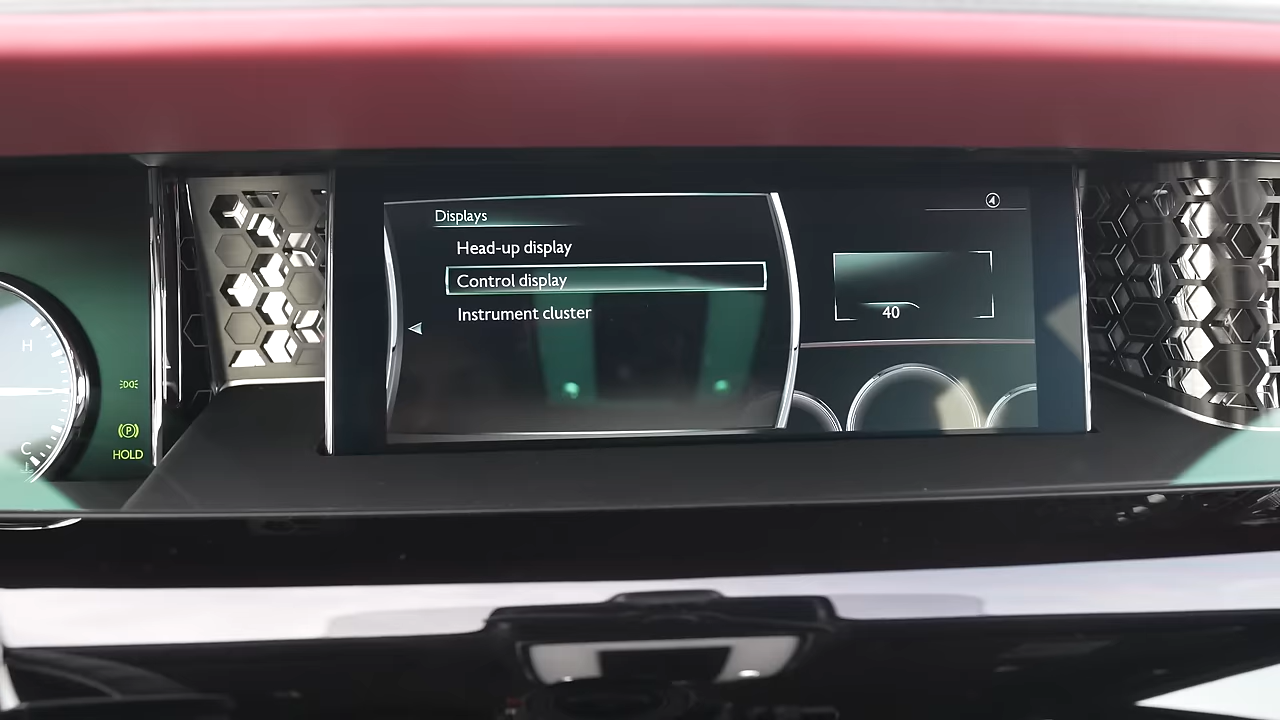 Displays
Head-up display
Control display
Instrument cluster
40
H
C
P
HOLD